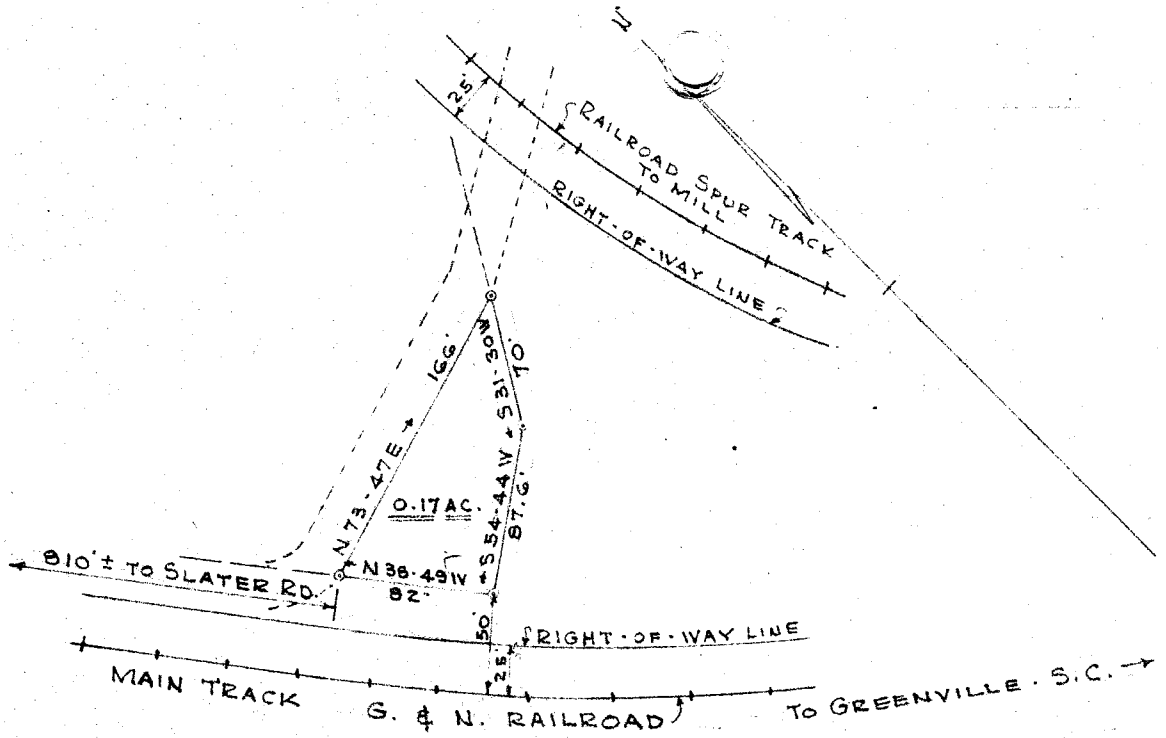 N
25'
RAILROAD SPUR TRACK
TO MILL
RIGHT-OF-WAY LINE
166'
N 73-47 E
S 31-30 W
70'
S 54-44 W
87.6'
0.17 AC.
N 38-49 W
82'
810' ± TO SLATER RD.
50'
25'
RIGHT-OF-WAY LINE
MAIN TRACK
G. & N. RAILROAD
TO GREENVILLE. S.C.